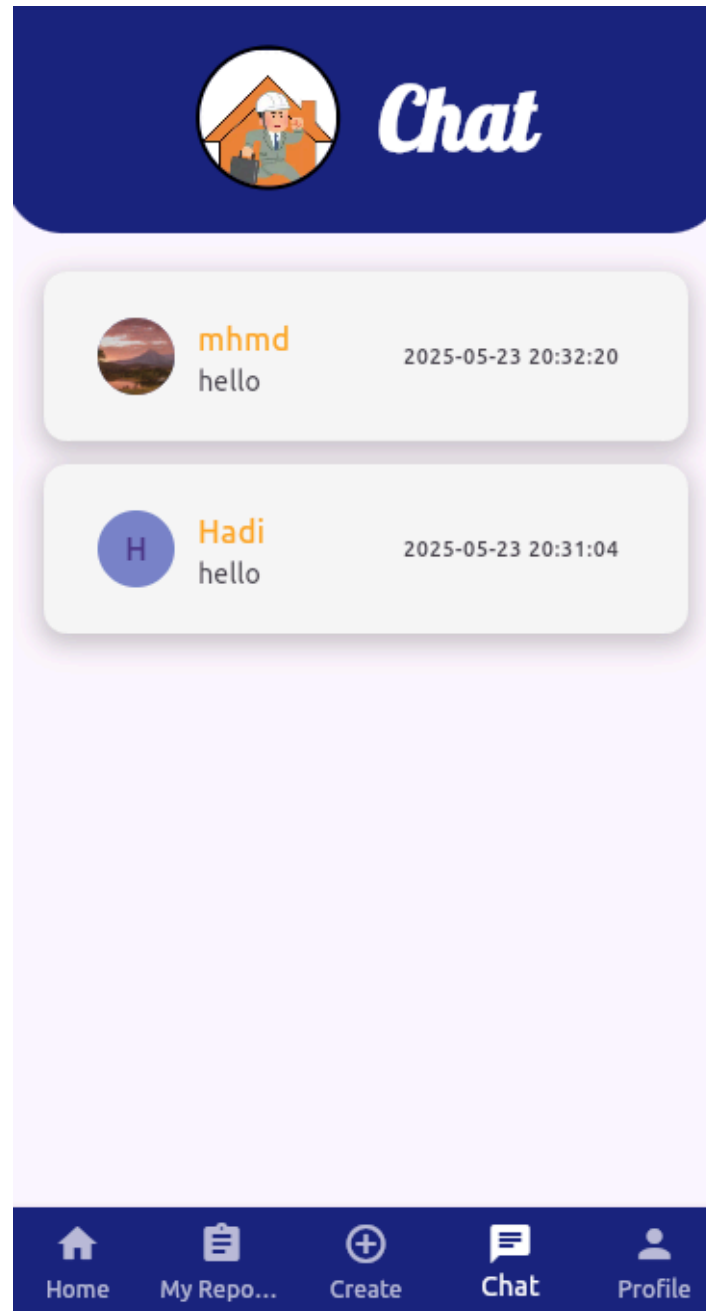 Chat
mhmd
hello
2025-05-23 20:32:20
H
Hadi
hello
2025-05-23 20:31:04
Home
My Repo...
Create
Chat
Profile